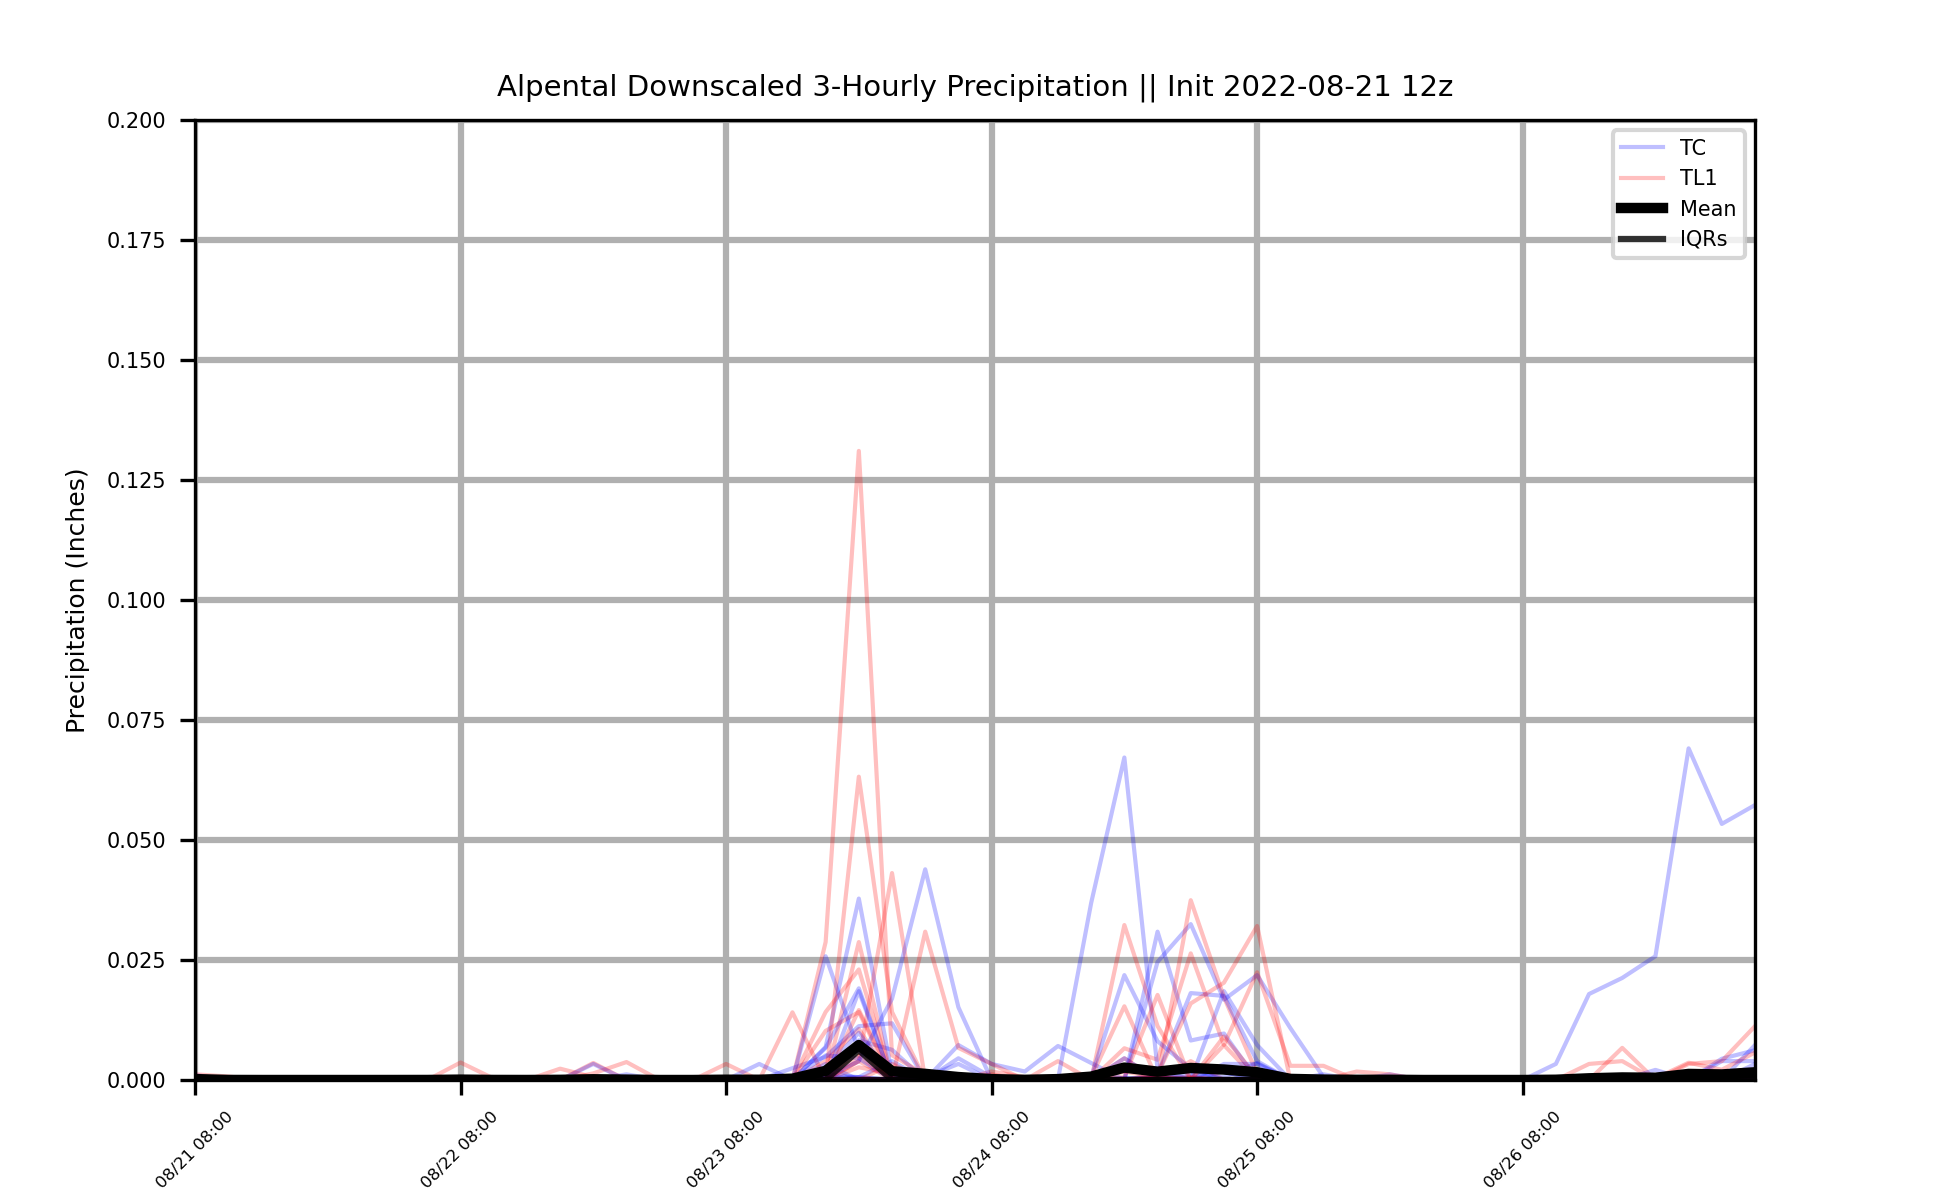 Alpental Downscaled 3-Hourly Precipitation || Init 2022-08-21 12z
TC
TL1
Mean
IQRs
Precipitation (Inches)
0.200
0.175
0.150
0.125
0.100
0.075
0.050
0.025
0.000
08/21 08:00
08/22 08:00
08/23 08:00
08/24 08:00
08/25 08:00
08/26 08:00